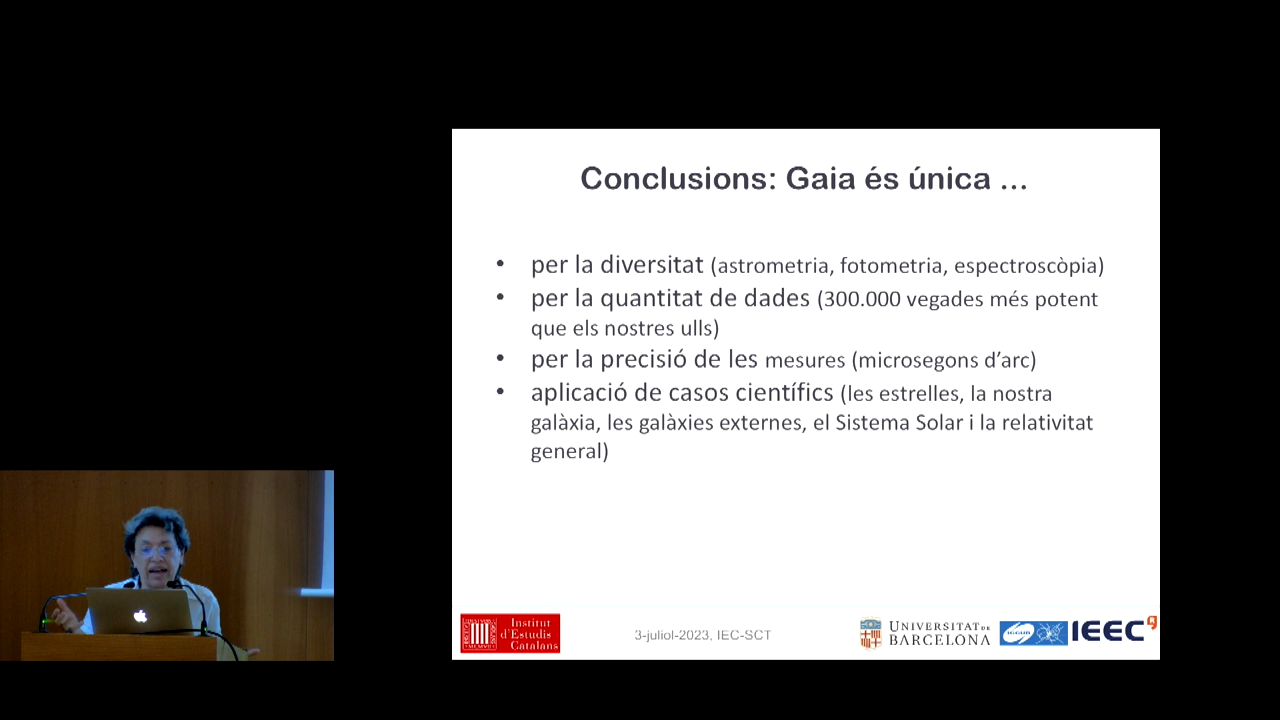 Conclusions: Gaia és única ...
• per la diversitat (astrometria, fotometria, espectroscòpia)
• per la quantitat de dades (300.000 vegades més potent
que els nostres ulls)
• per la precisió de les mesures (microsegons d’arc)
• aplicació de casos científics (les estrelles, la nostra
galàxia, les galàxies externes, el Sistema Solar i la relativitat
general)
Institut
d'Estudis
Catalans
3-juliol-2023, IEC-SCT
UNIVERSITAT DE
BARCELONA
IEEC